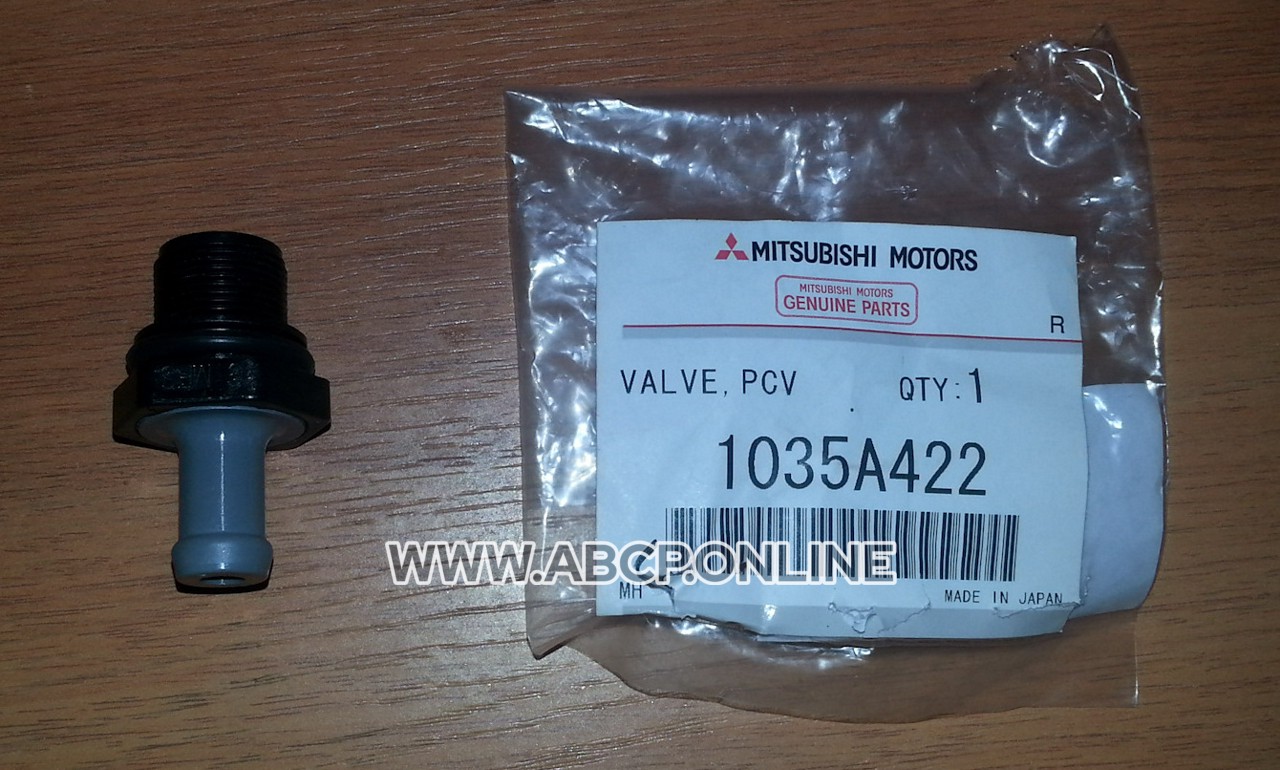 MITSUBISHI MOTORS
MITSUBISHI MOTORS
GENUINE PARTS
R
VALVE, PCV QTY: 1
1035A422
WWW.ABCP.ONLINE
MH
MADE IN JAPAN